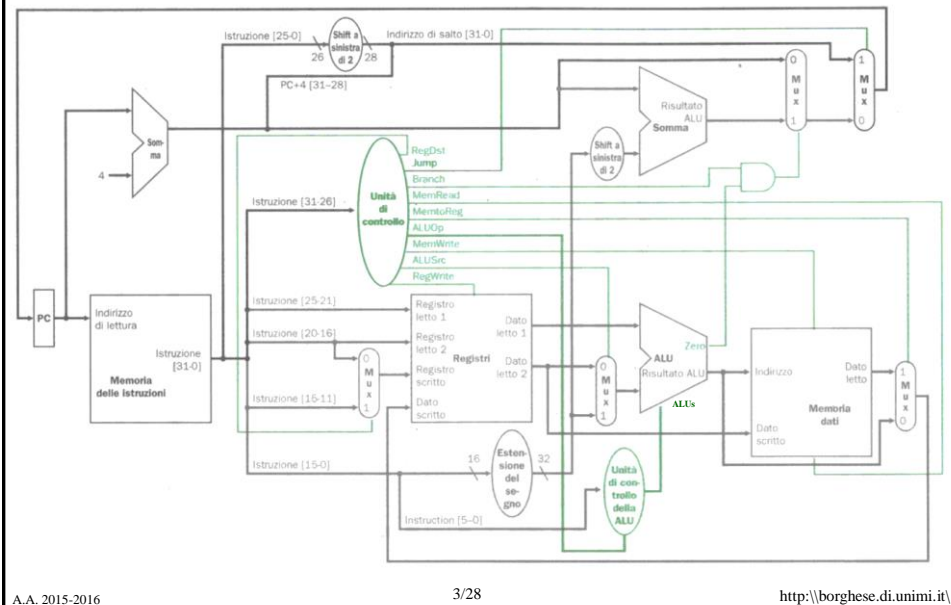 Istruzione [25-0]
26
Shift a
sinistra
di 2
28
Indirizzo di salto [31-0]
PC+4 [31–28]
Som-
ma
4
Risultato
ALU
Somma
0
M
u
x
1
1
M
u
x
0
Shift a
sinistra
di 2
RegDst
Jump
Branch
MemRead
MemtoReg
ALUOp
MemWrite
ALUSrc
RegWrite
Unità
di
controllo
Istruzione [31-26]
PC
Indirizzo
di lettura
Istruzione
[31-0]
Memoria
delle istruzioni
Istruzione [25-21]
Istruzione [20-16]
Istruzione [15-11]
0
M
u
x
1
Registro
letto 1
Registro
letto 2
Registro
scritto
Dato
scritto
Registri
Dato
letto 1
Dato
letto 2
0
M
u
x
1
Zero
ALU
Risultato ALU
ALUs
Indirizzo
Dato
letto
Memoria
dati
Dato
scritto
1
M
u
x
0
Istruzione [15-0]
16
Esten-
sione
del
se-
gno
32
Unità
di con-
trollo
della
ALU
Instruction [5–0]
A.A. 2015-2016
3/28
http:\\borghese.di.unimi.it\